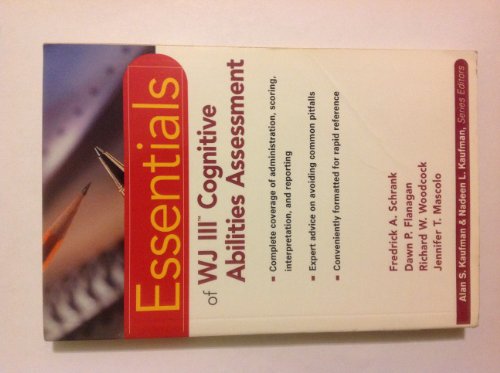 Essentials
of WJ III™ Cognitive
Abilities Assessment
■ Complete coverage of administration, scoring,
interpretation, and reporting
■ Expert advice on avoiding common pitfalls
■ Conveniently formatted for rapid reference
Fredrick A. Schrank
Dawn P. Flanagan
Richard W. Woodcock
Jennifer T. Mascolo
Alan S. Kaufman & Nadeen L. Kaufman, Series Editors